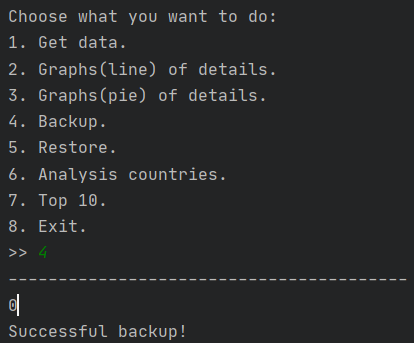 Choose what you want to do:
1. Get data.
2. Graphs(line) of details.
3. Graphs(pie) of details.
4. Backup.
5. Restore.
6. Analysis countries.
7. Top 10.
8. Exit.
>> 4
----------------------------------------
0
Successful backup!